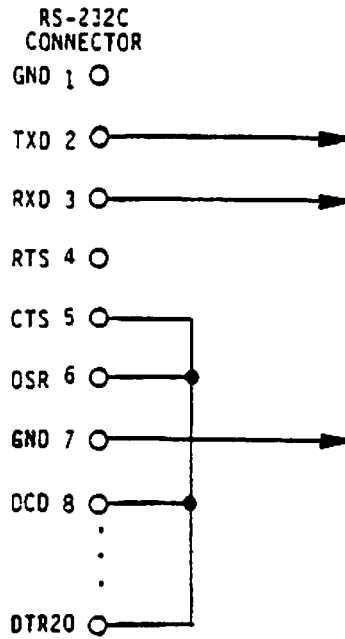 RS-232C
CONNECTOR
GND 1
TXD 2
RXD 3
RTS 4
CTS 5
DSR 6
GND 7
DCD 8
DTR20